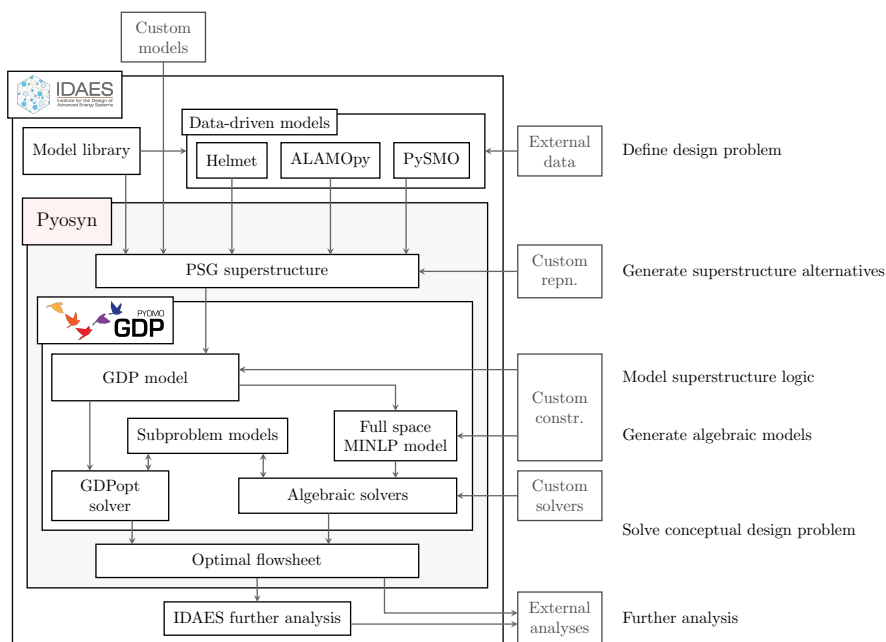 Custom
models
IDAES
Institute for the Design of
Advanced Energy Systems
Data-driven models
Model library
Helmet
ALAMOpy
PySMO
External
data
Define design problem
Pyosyn
PSG superstructure
Custom
repn.
Generate superstructure alternatives
PYOMO
GDP
GDP model
Custom
constr.
Model superstructure logic
Subproblem models
Full space
MINLP model
Generate algebraic models
GDPopt
solver
Algebraic solvers
Custom
solvers
Solve conceptual design problem
Optimal flowsheet
IDAES further analysis
External
analyses
Further analysis